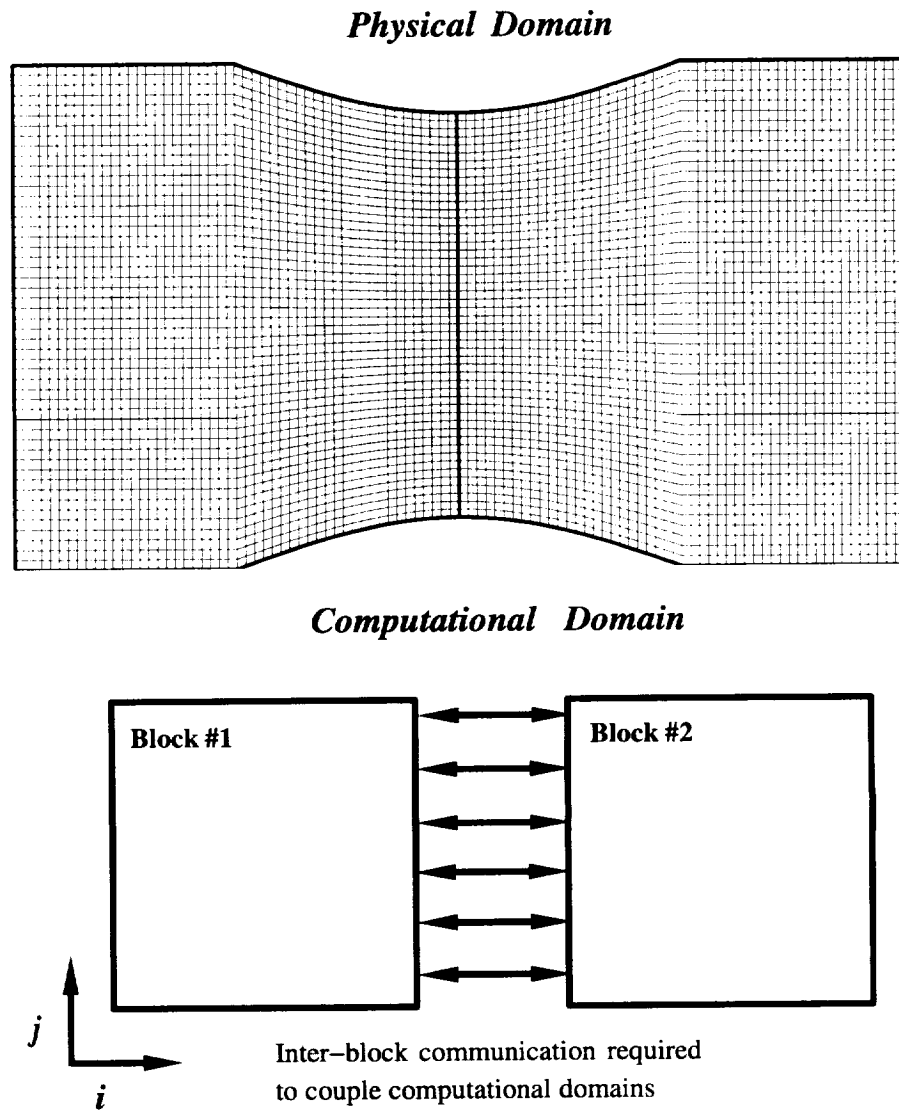 Physical Domain
Computational Domain
Block #1
Block #2
j
i
Inter–block communication required
to couple computational domains